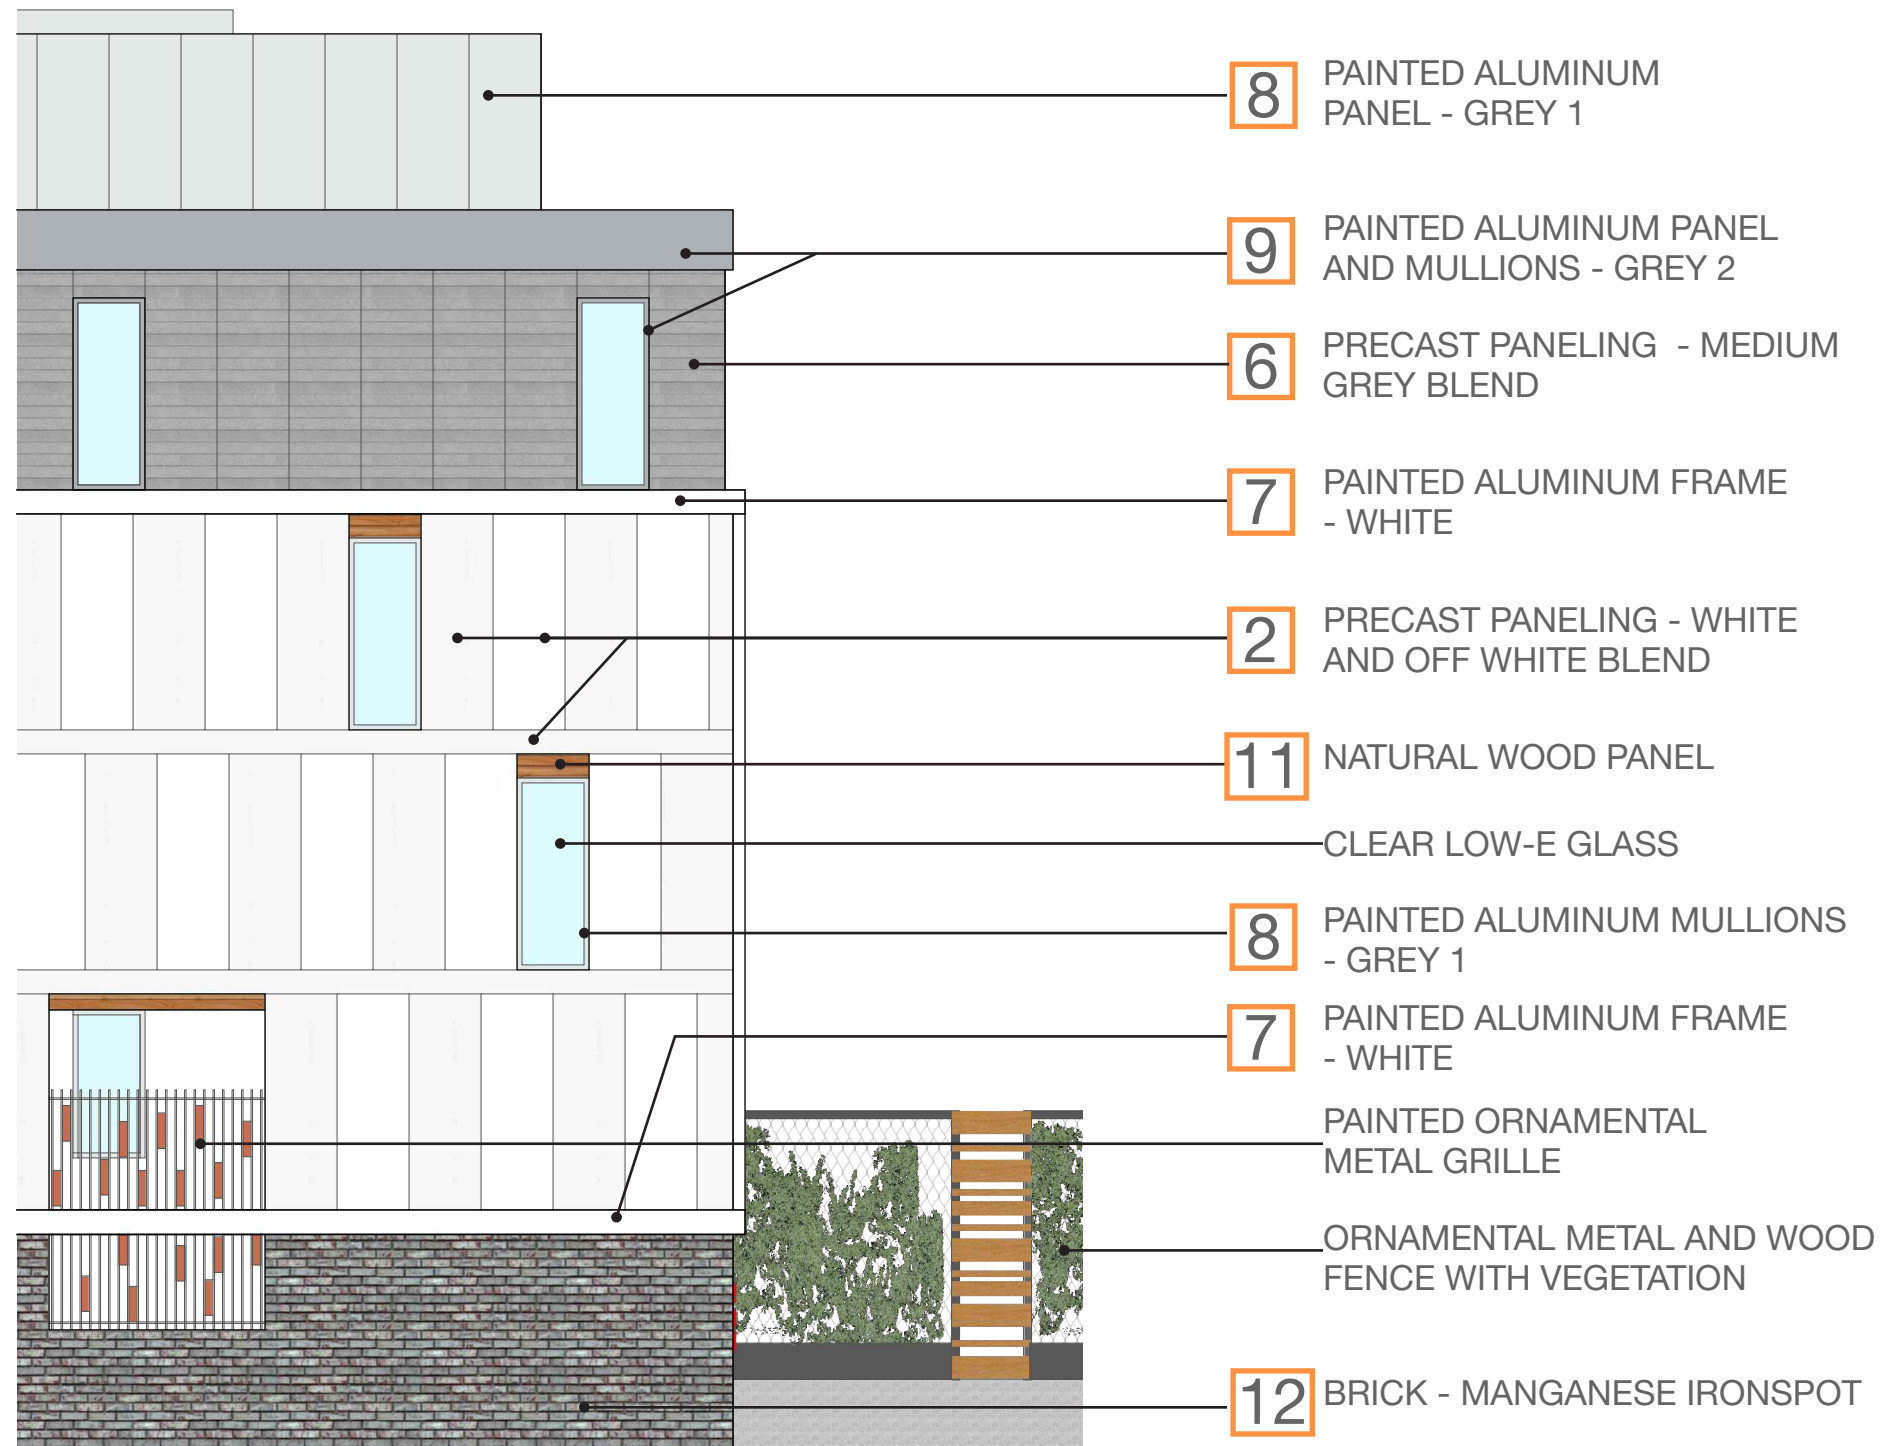 8 PAINTED ALUMINUM
PANEL - GREY 1
9 PAINTED ALUMINUM PANEL
AND MULLIONS - GREY 2
6 PRECAST PANELING - MEDIUM
GREY BLEND
7 PAINTED ALUMINUM FRAME
- WHITE
2 PRECAST PANELING - WHITE
AND OFF WHITE BLEND
11 NATURAL WOOD PANEL
CLEAR LOW-E GLASS
8 PAINTED ALUMINUM MULLIONS
- GREY 1
7 PAINTED ALUMINUM FRAME
- WHITE
PAINTED ORNAMENTAL
METAL GRILLE
ORNAMENTAL METAL AND WOOD
FENCE WITH VEGETATION
12 BRICK - MANGANESE IRONSPOT